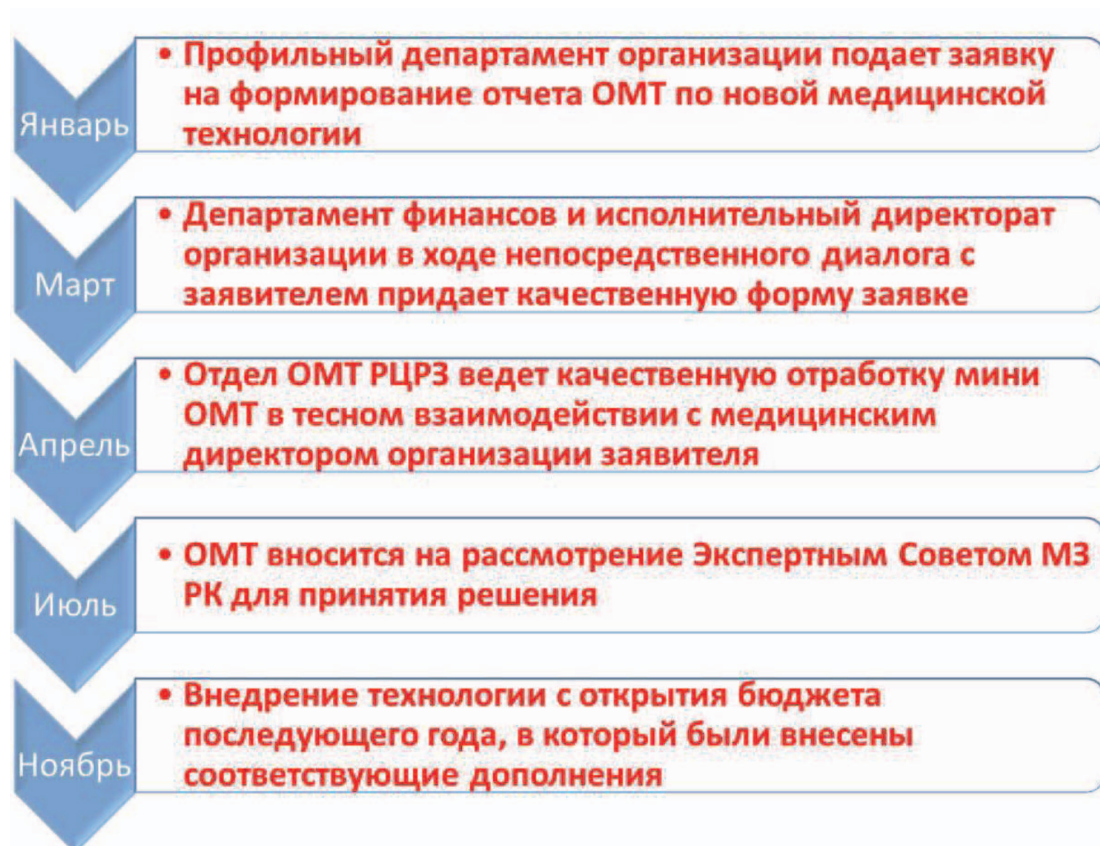 Январь
• Профильный департамент организации подает заявку
на формирование отчета ОМТ по новой медицинской
технологии
Март
• Департамент финансов и исполнительный директорат
организации в ходе непосредственного диалога с
заявителем придает качественную форму заявке
Апрель
• Отдел ОМТ РЦРЗ ведет качественную отработку мини
ОМТ в тесном взаимодействии с медицинским
директором организации заявителя
Июль
• ОМТ вносится на рассмотрение Экспертным Советом МЗ
РК для принятия решения
Ноябрь
• Внедрение технологии с открытия бюджета
последующего года, в который были внесены
соответствующие дополнения